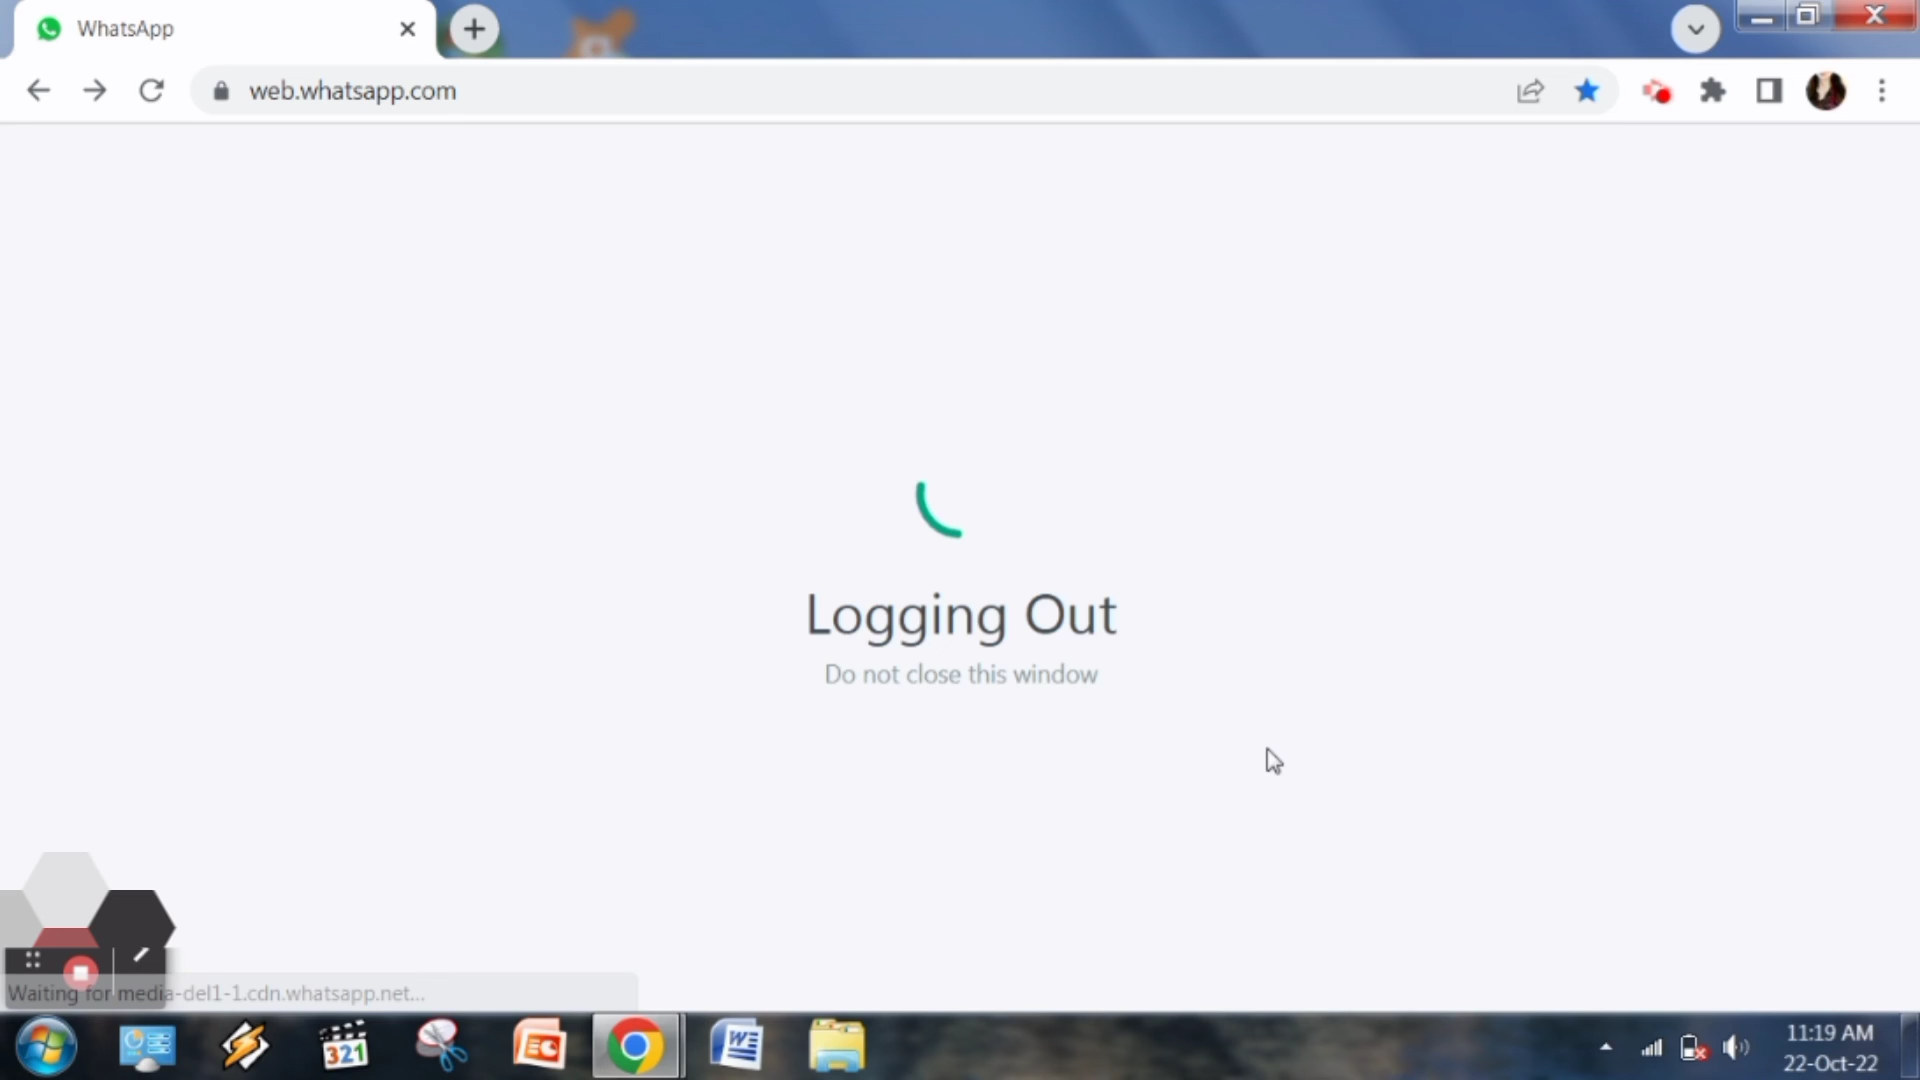 WhatsApp
web.whatsapp.com
Logging Out
Do not close this window
Waiting for media-del1-1.cdn.whatsapp.net...
321
11:19 AM
22-Oct-22